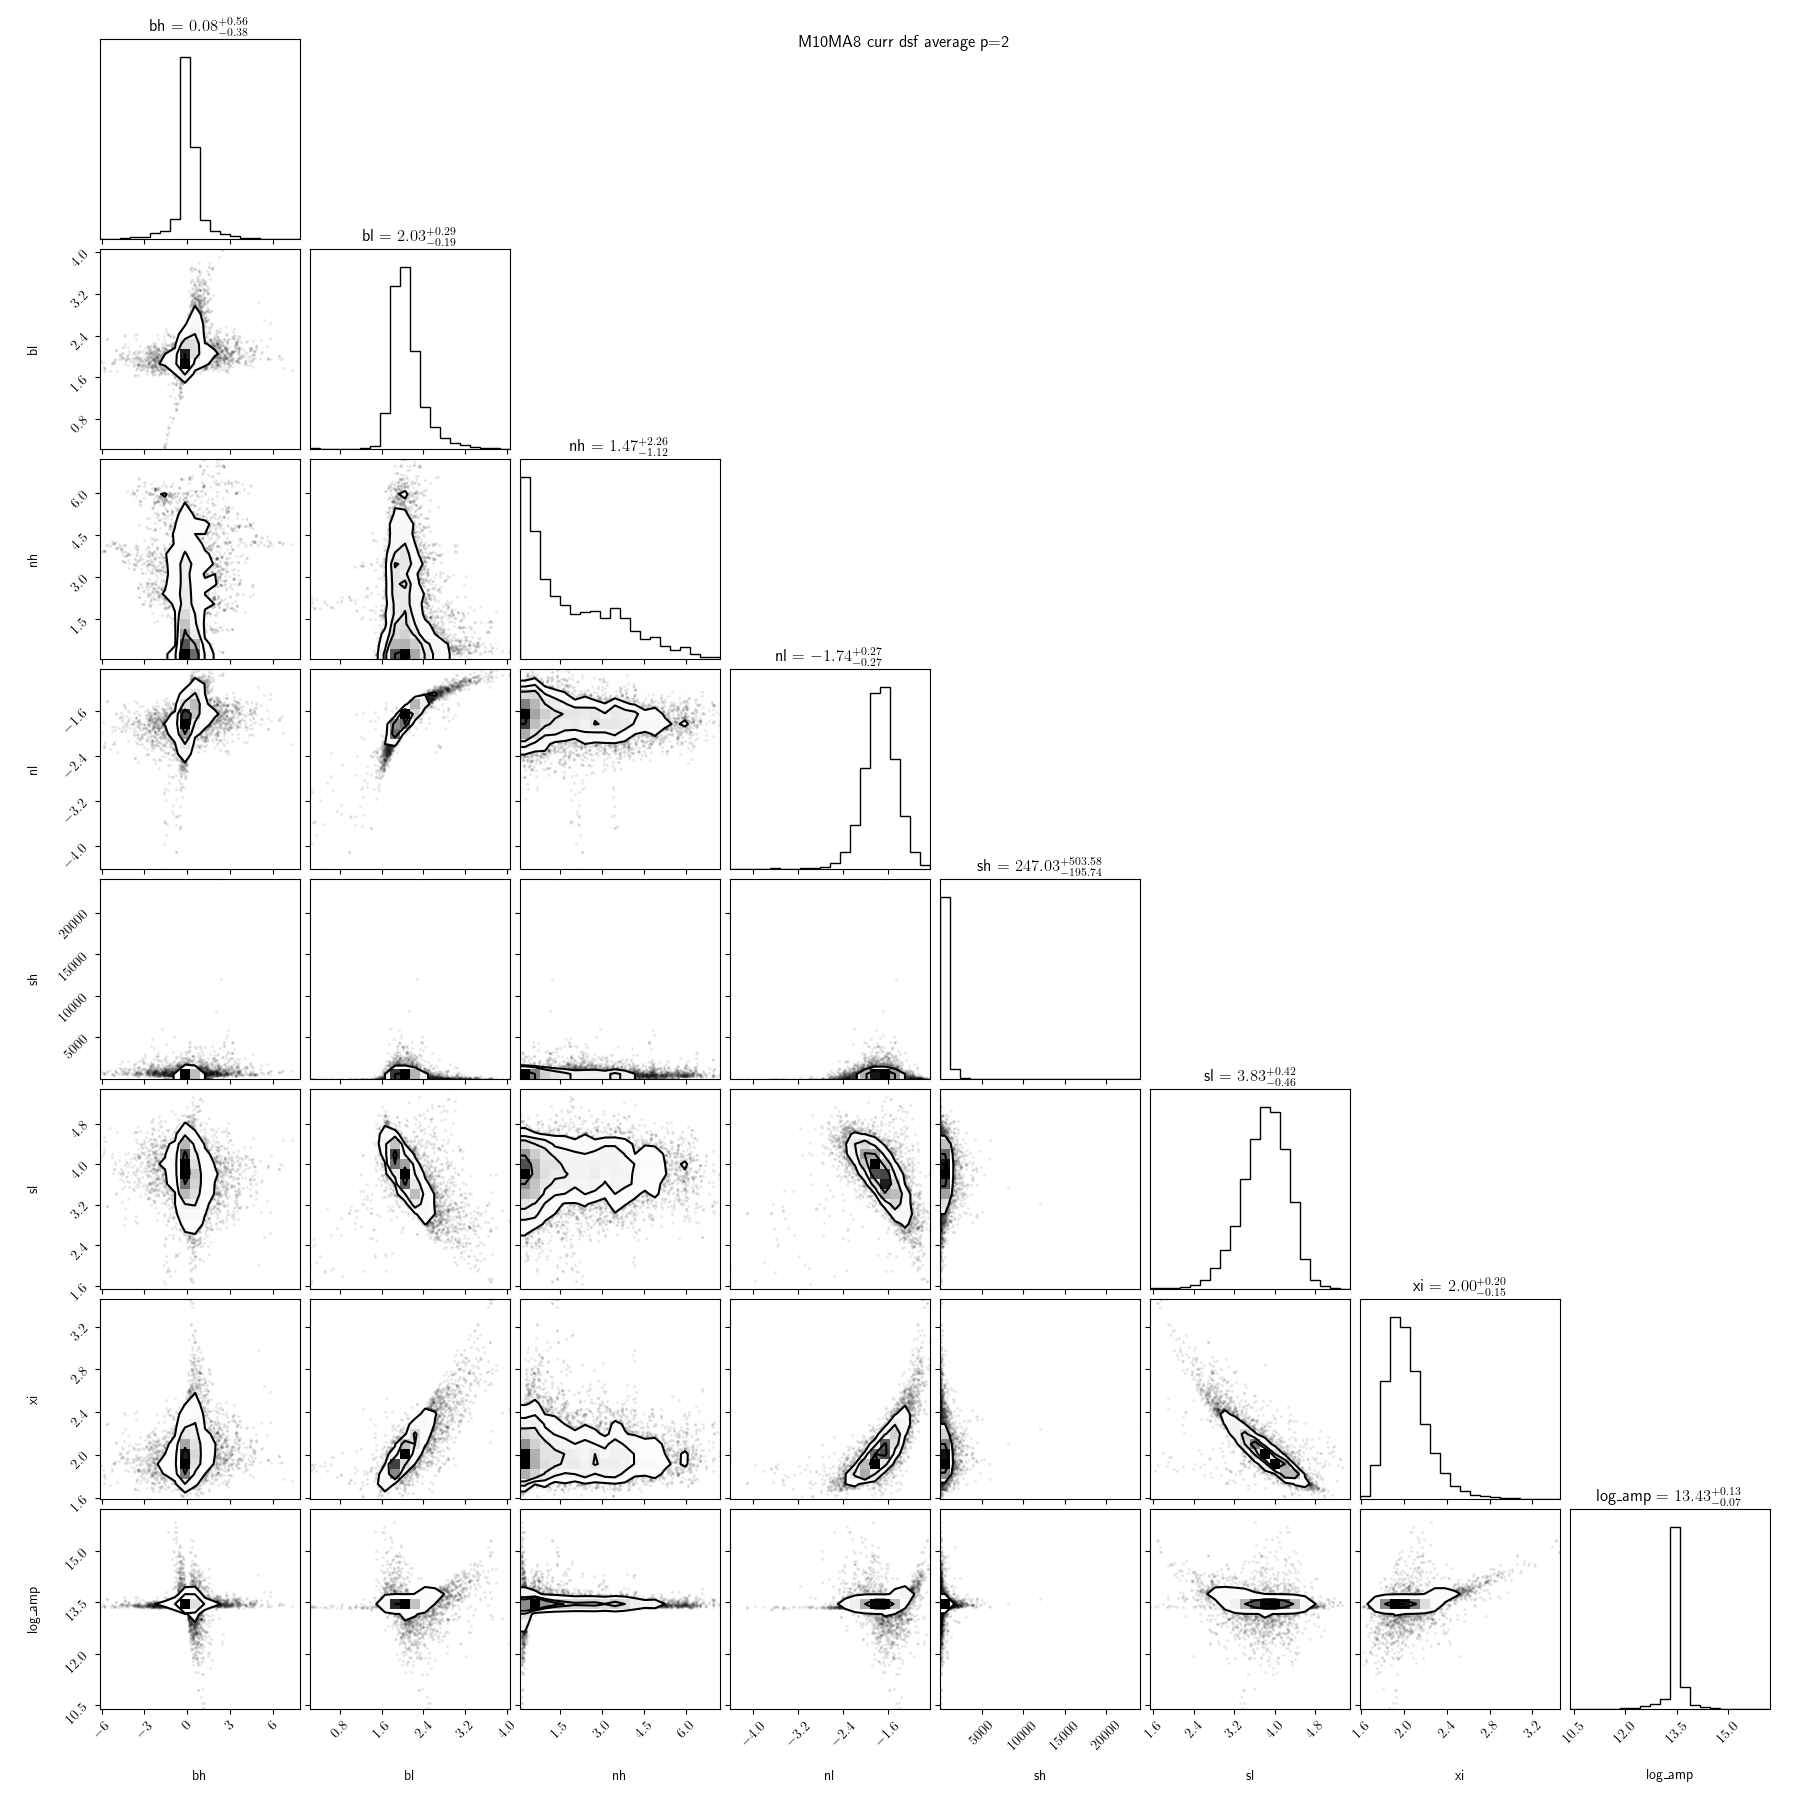 bh = 0.08+0.56−0.38
M10MA8 curr dsf average p=2
bl = 2.03+0.29−0.19
4.0
3.2
2.4
1.6
0.8
bl
nh = 1.47+2.26−1.12
6.0
4.5
3.0
1.5
nh
nl = −1.74+0.27−0.27
−1.6
−2.4
−3.2
−4.0
nl
sh = 247.03+503.58−195.74
20000
15000
10000
5000
sh
sl = 3.83+0.42−0.46
4.8
4.0
3.2
2.4
1.6
sl
xi = 2.00+0.20−0.15
3.2
2.8
2.4
2.0
1.6
xi
log_amp = 13.43+0.13−0.07
15.0
13.5
12.0
10.5
log_amp
−6 −3 0 3 6 0.8 1.6 2.4 3.2 4.0 1.5 3.0 4.5 6.0 −4.0 −3.2 −2.4 −1.6 5000 10000 15000 20000 1.6 2.4 3.2 4.0 4.8 1.6 2.0 2.4 2.8 3.2 10.5 12.0 13.5 15.0
bh bl nh nl sh sl xi log_amp